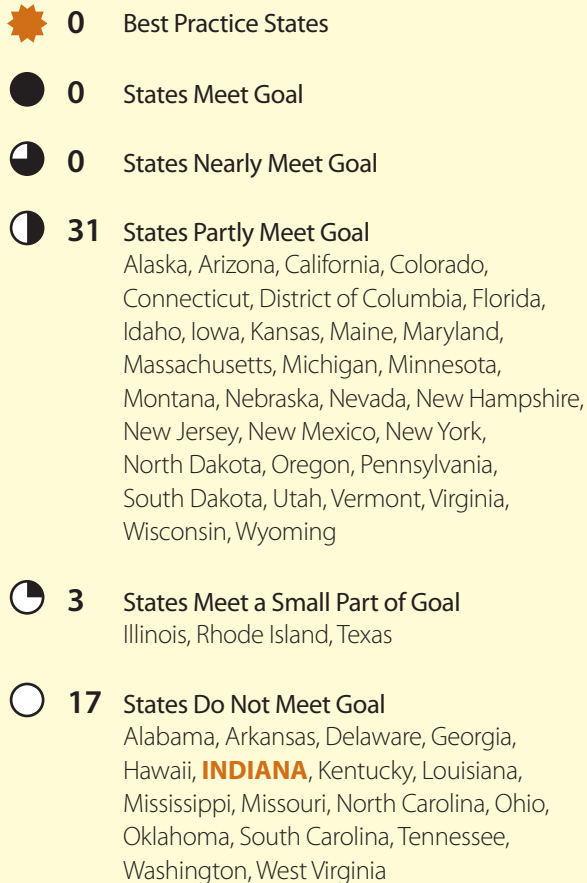 0 Best Practice States
0 States Meet Goal
0 States Nearly Meet Goal
31 States Partly Meet Goal
Alaska, Arizona, California, Colorado,
Connecticut, District of Columbia, Florida,
Idaho, Iowa, Kansas, Maine, Maryland,
Massachusetts, Michigan, Minnesota,
Montana, Nebraska, Nevada, New Hampshire,
New Jersey, New Mexico, New York,
North Dakota, Oregon, Pennsylvania,
South Dakota, Utah, Vermont, Virginia,
Wisconsin, Wyoming
3 States Meet a Small Part of Goal
Illinois, Rhode Island, Texas
17 States Do Not Meet Goal
Alabama, Arkansas, Delaware, Georgia,
Hawaii, INDIANA, Kentucky, Louisiana,
Mississippi, Missouri, North Carolina, Ohio,
Oklahoma, South Carolina, Tennessee,
Washington, West Virginia